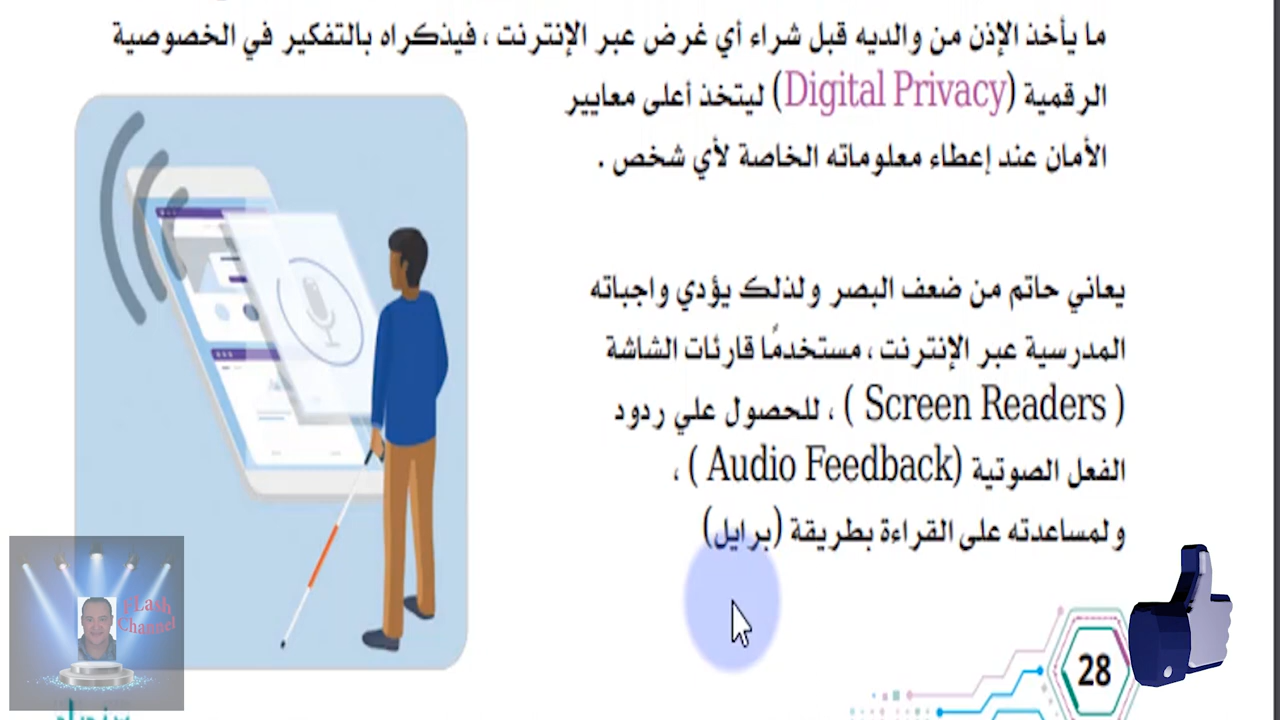 ما يأخذ الإذن من والديه قبل شراء أي غرض عبر الإنترنت ، فيذكراه بالتفكير في الخصوصية
الرقمية (Digital Privacy) ليتخذ أعلى معايير
الأمان عند إعطاء معلوماته الخاصة لأي شخص .
يعاني حاتم من ضعف البصر ولذلك يؤدي واجباته
المدرسية عبر الإنترنت ، مستخدمًا قارئات الشاشة
( Screen Readers ) ، للحصول علي ردود
الفعل الصوتية (Audio Feedback ) ،
ولمساعدته على القراءة بطريقة (برايل)
FLash
Channel
28